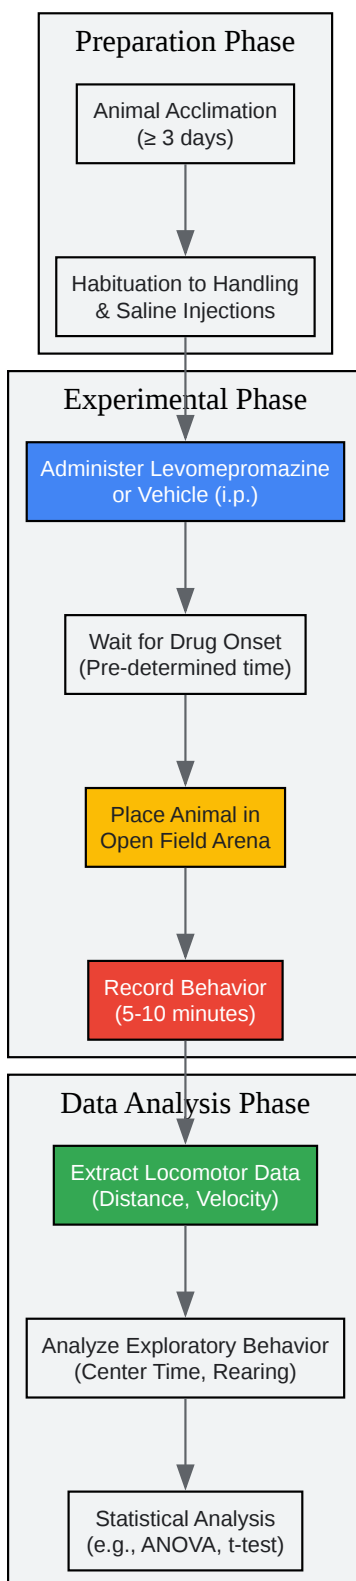 Preparation Phase
Animal Acclimation
(≥ 3 days)
Habituation to Handling
& Saline Injections
Experimental Phase
Administer Levomepromazine
or Vehicle (i.p.)
Wait for Drug Onset
(Pre-determined time)
Place Animal in
Open Field Arena
Record Behavior
(5-10 minutes)
Data Analysis Phase
Extract Locomotor Data
(Distance, Velocity)
Analyze Exploratory Behavior
(Center Time, Rearing)
Statistical Analysis
(e.g., ANOVA, t-test)